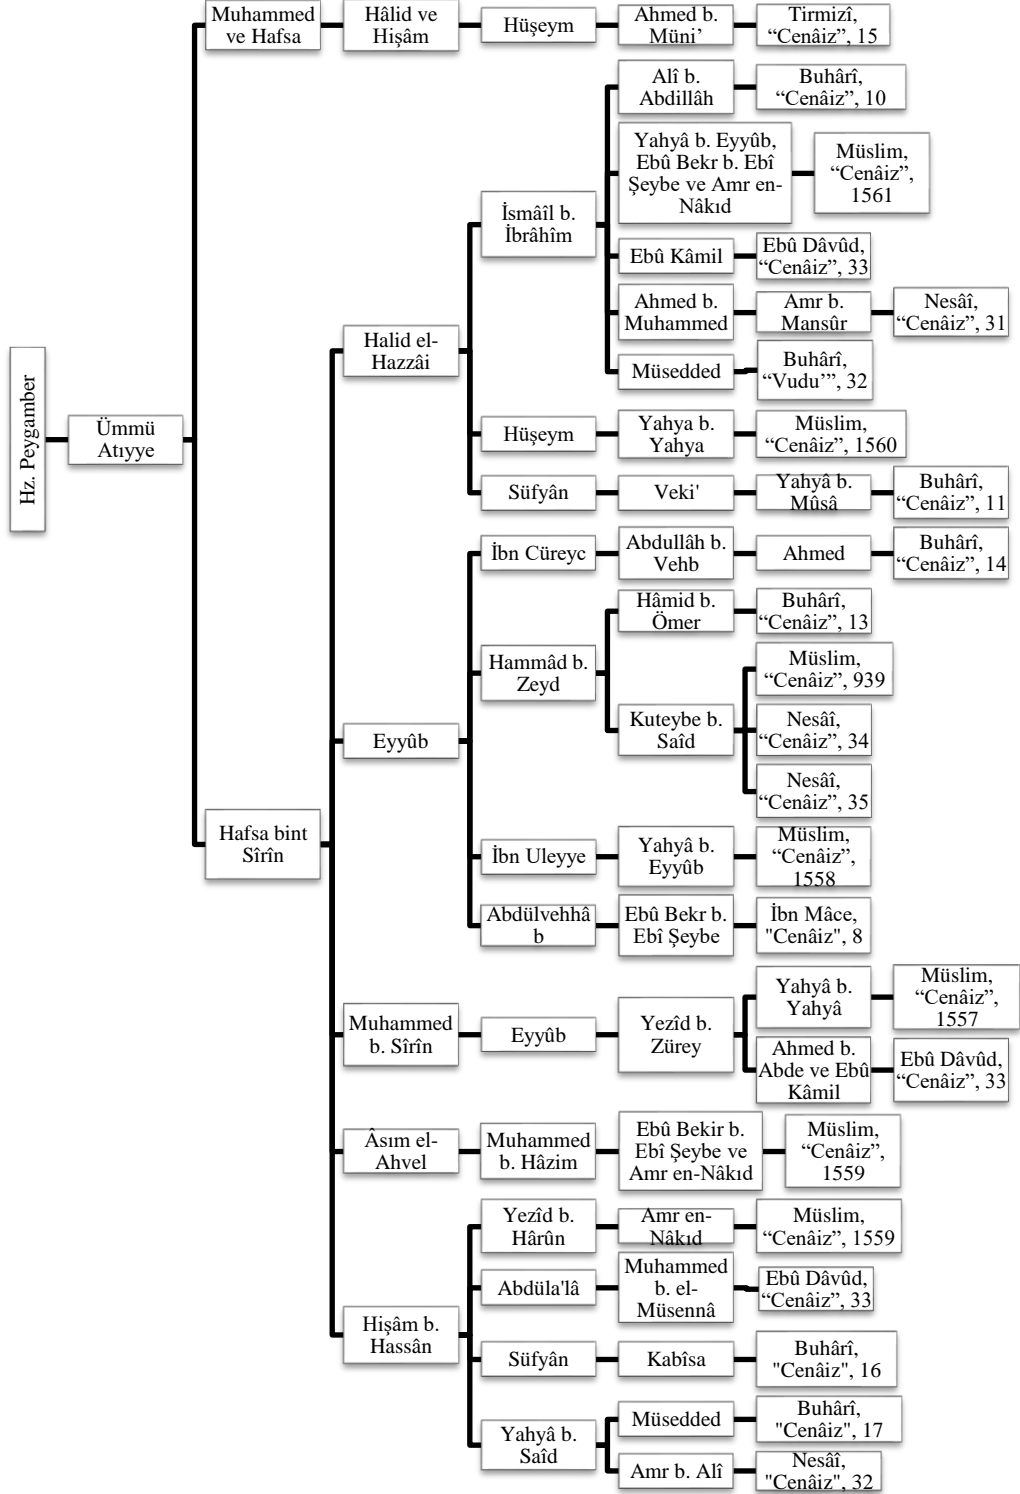 Hz. Peygamber
Ümmü
Atıyye
Muhammed
ve Hafsa
Hâlid ve
Hişâm
Hüşeym
Ahmed b.
Müni’
Tirmizî,
“Cenâiz”, 15
Hafsa bint
Sîrîn
Halid el-
Hazzâi
İsmâîl b.
İbrâhîm
Alî b.
Abdillâh
Buhârî,
“Cenâiz”, 10
Yahyâ b. Eyyûb,
Ebû Bekr b. Ebî
Şeybe ve Amr en-
Nâkıd
Müslim,
“Cenâiz”,
1561
Ebû Kâmil
Ebû Dâvûd,
“Cenâiz”, 33
Ahmed b.
Muhammed
Amr b.
Mansûr
Nesâî,
“Cenâiz”, 31
Müsedded
Buhârî,
“Vudu’”, 32
Hüşeym
Yahya b.
Yahya
Müslim,
“Cenâiz”, 1560
Süfyân
Veki'
Yahyâ b.
Mûsâ
Buhârî,
“Cenâiz”, 11
Eyyûb
İbn Cüreyc
Abdullâh b.
Vehb
Ahmed
Buhârî,
“Cenâiz”, 14
Hammâd b.
Zeyd
Hâmid b.
Ömer
Buhârî,
“Cenâiz”, 13
Kuteybe b.
Saîd
Müslim,
“Cenâiz”, 939
Nesâî,
“Cenâiz”, 34
Nesâî,
“Cenâiz”, 35
İbn Uleyye
Yahyâ b.
Eyyûb
Müslim,
“Cenâiz”,
1558
Abdülvehhâ
b
Ebû Bekr b.
Ebî Şeybe
İbn Mâce,
"Cenâiz", 8
Muhammed
b. Sîrîn
Eyyûb
Yezîd b.
Zürey
Yahyâ b.
Yahyâ
Müslim,
“Cenâiz”,
1557
Ahmed b.
Abde ve Ebû
Kâmil
Ebû Dâvûd,
“Cenâiz”, 33
Âsım el-
Ahvel
Muhammed
b. Hâzim
Ebû Bekir b.
Ebî Şeybe ve
Amr en-Nâkıd
Müslim,
“Cenâiz”,
1559
Hişâm b.
Hassân
Yezîd b.
Hârûn
Amr en-
Nâkıd
Müslim,
“Cenâiz”, 1559
Abdüla'lâ
Muhammed
b. el-
Müsennâ
Ebû Dâvûd,
“Cenâiz”, 33
Süfyân
Kabîsa
Buhârî,
"Cenâiz", 16
Yahyâ b.
Saîd
Müsedded
Buhârî,
"Cenâiz", 17
Amr b. Alî
Nesâî,
"Cenâiz", 32